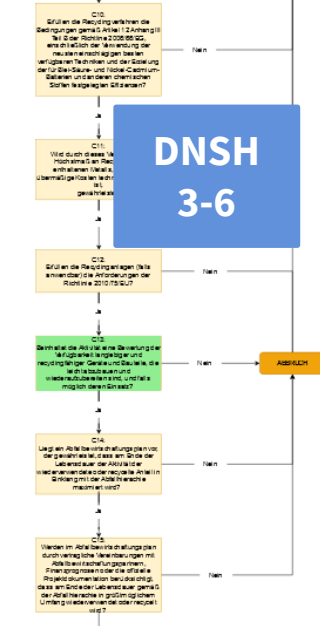 C10:
Erfüllen die Recyclingverfahren die
Bedingungen gemäß Artikel 12 Anhang III
Teil B der Richtlinie 2006/66/EG,
einschließlich der Verwendung der
neuesten einschlägigen besten
verfügbaren Techniken und der Erzielung
der für Blei-Säure- und Nickel-Cadmium-
Batterien und anderen chemischen
Stoffen festgelegten Effizienzen?
Nein
Ja
C11:
Wird durch dieses
Höchstmaß an
enthaltenen Metalls,
übermäßige Kosten
ist,
DNSH
3-6
Ja
C12:
Erfüllen die Recyclinganlagen (falls
anwendbar) die Anforderungen der
Richtlinie 2010/75/EU?
Nein
Ja
C13:
Beinhaltet die Aktivität eine Bewertung der
Verfügbarkeit langlebiger und
recyclingfähiger Geräte und Bauteile, die
leicht abzubauen und
wiederaufzubereiten sind, und falls
möglich deren Einsatz?
Nein
ABBRUCH
Ja
C14:
Liegt ein Abfallbewirtschaftungsplan vor,
der gewährleistet, dass am Ende der
Lebensdauer der Aktivität der
wiederverwendete oder recycelte Anteil in
Einklang mit der Abfallhierarchie
maximiert wird?
Nein
Ja
C15:
Werden im Abfallbewirtschaftungsplan
durch vertragliche Vereinbarungen mit
Abfallbewirtschaftungspartnern,
Finanzprognosen oder die offizielle
Projektdokumentation berücksichtigt,
dass am Ende der Lebensdauer gemäß
der Abfallhierarchie in größtmöglichem
Umfang wiederverwendet oder recycelt
wird?
Nein